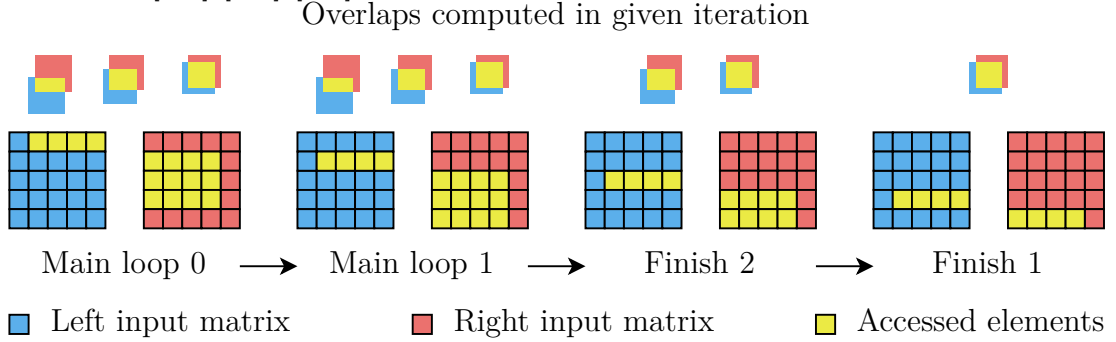 Overlaps computed in given iteration
Main loop 0
Main loop 1
Finish 2
Finish 1
Left input matrix
Right input matrix
Accessed elements